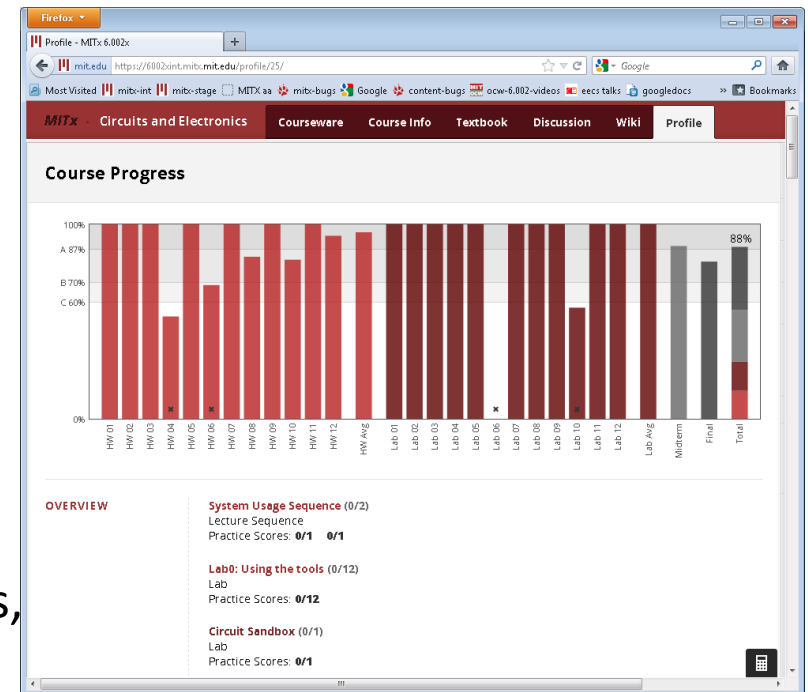 Firefox
Profile - MITx 6.002x
mit.edu https://6002xint.mitx.mit.edu/profile/25/
Google
Most Visited mitx-int mitx-stage MITX aa mitx-bugs Google content-bugs ocw-6.002-videos eecs talks googledocs » Bookmarks
MITx - Circuits and Electronics Courseware Course Info Textbook Discussion Wiki Profile
Course Progress
100%
A 87%
B 70%
C 60%
0%
88%
HW 01 HW 02 HW 03 HW 04 HW 05 HW 06 HW 07 HW 08 HW 09 HW 10 HW 11 HW 12 HW Avg Lab 01 Lab 02 Lab 03 Lab 04 Lab 05 Lab 06 Lab 07 Lab 08 Lab 09 Lab 10 Lab 11 Lab 12 Lab Avg Midterm Final Total
OVERVIEW
System Usage Sequence (0/2)
Lecture Sequence
Practice Scores: 0/1 0/1
Lab0: Using the tools (0/12)
Lab
Practice Scores: 0/12
s,
Circuit Sandbox (0/1)
Lab
Practice Scores: 0/1